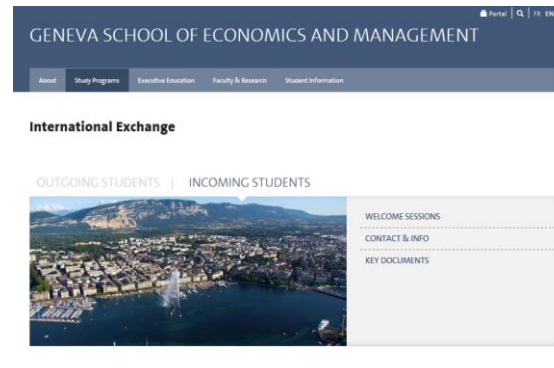 Portal | FR EN
GENEVA SCHOOL OF ECONOMICS AND MANAGEMENT
About Study Programs Executive Education Faculty & Research Student Information
International Exchange
OUTGOING STUDENTS | INCOMING STUDENTS
WELCOME SESSIONS
CONTACT & INFO
KEY DOCUMENTS